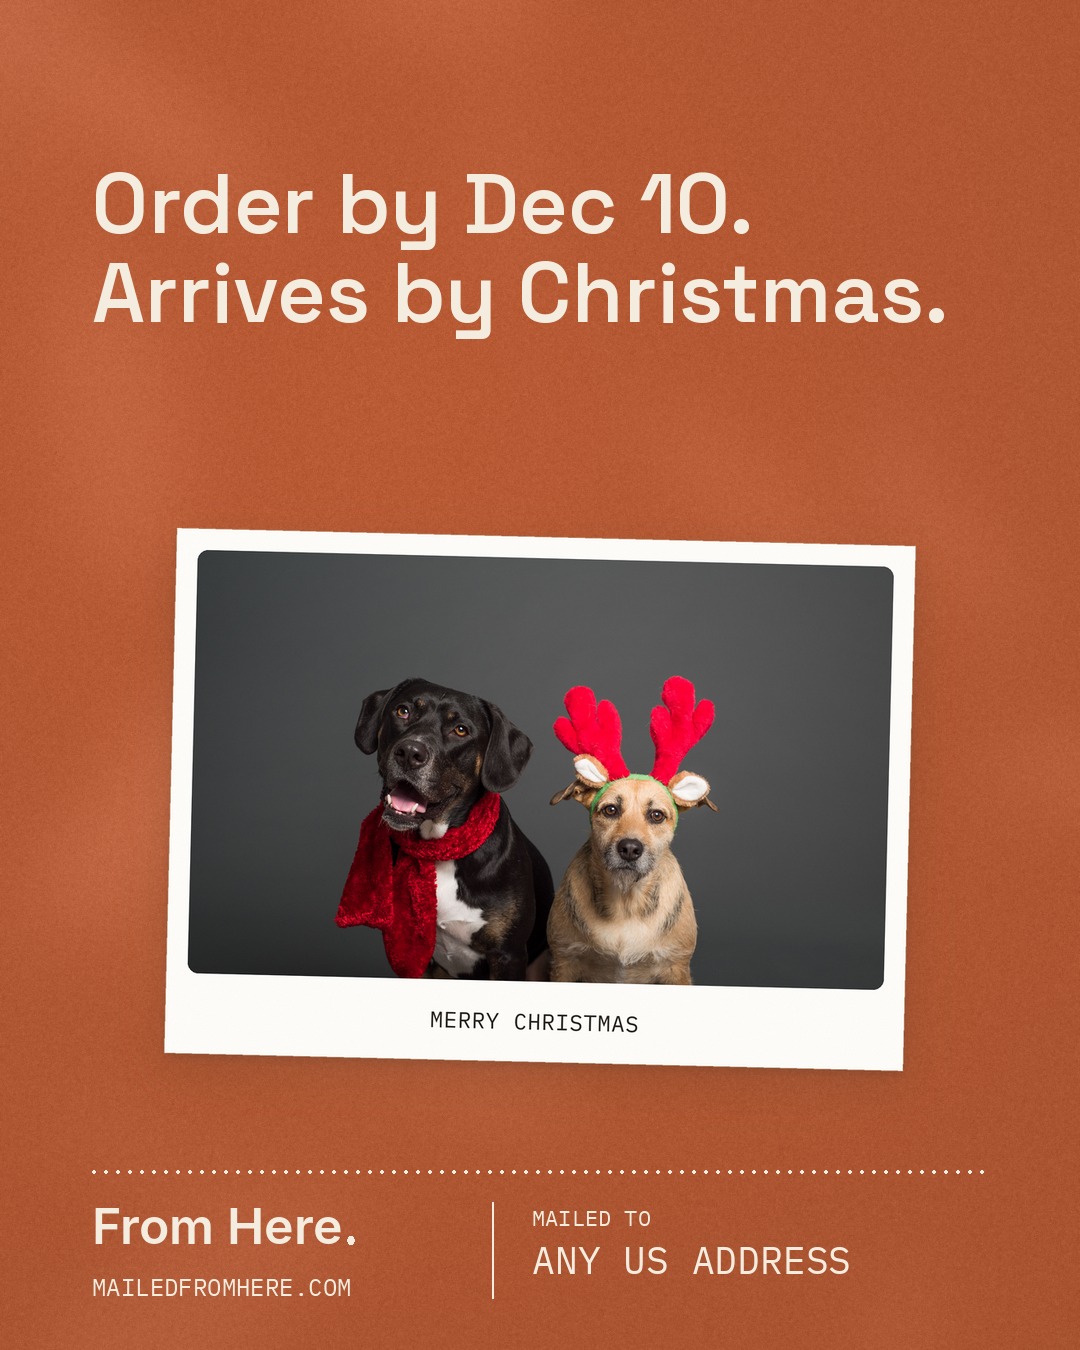 Order by Dec 10.
Arrives by Christmas.
MERRY CHRISTMAS
From Here.
MAILEDFROMHERE.COM
MAILED TO
ANY US ADDRESS